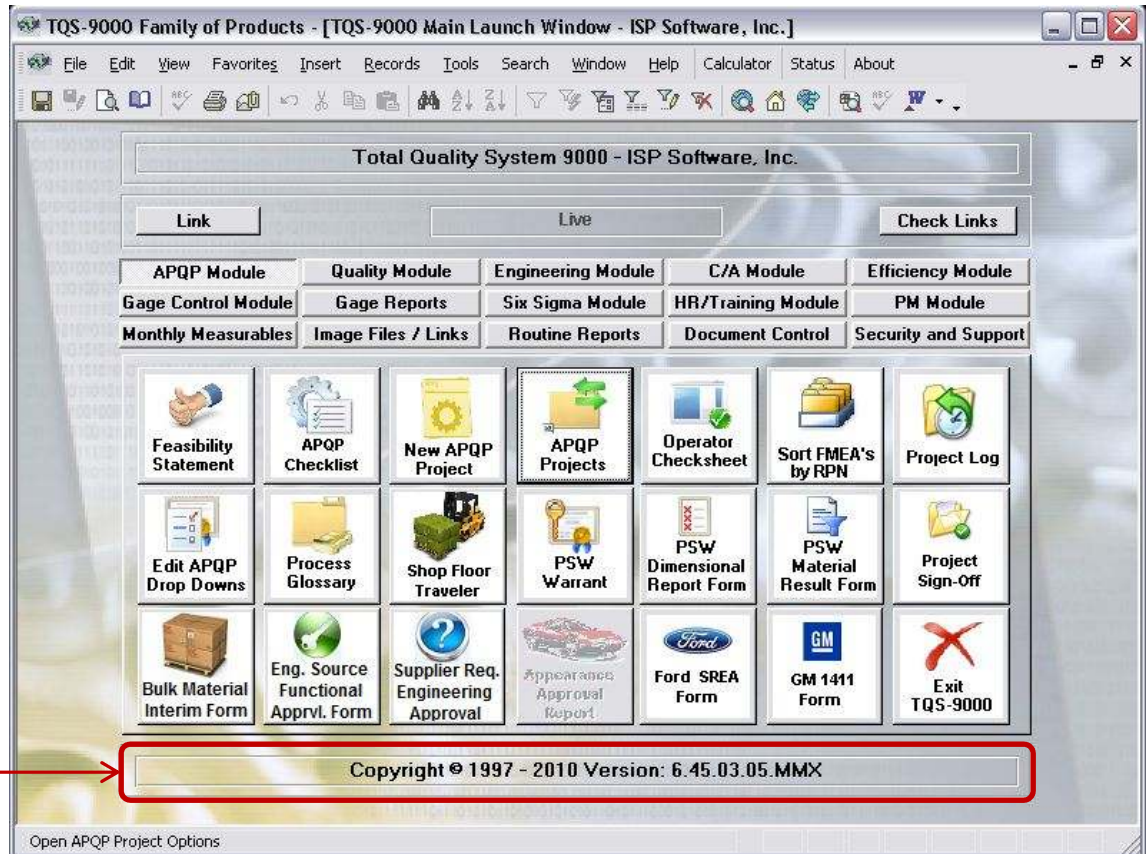 TQS-9000 Family of Products - [TQS-9000 Main Launch Window - ISP Software, Inc.]
File Edit View Favorites Insert Records Tools Search Window Help Calculator Status About
Total Quality System 9000 - ISP Software, Inc.
Link Live Check Links
APQP Module Quality Module Engineering Module C/A Module Efficiency Module
Gage Control Module Gage Reports Six Sigma Module HR/Training Module PM Module
Monthly Measurables Image Files / Links Routine Reports Document Control Security and Support
Feasibility
Statement
APQP
Checklist
New APQP
Project
APQP
Projects
Operator
Checksheet
Sort FMEA's
by RPN
Project Log
Edit APQP
Drop Downs
Process
Glossary
Shop Floor
Traveler
PSW
Warrant
PSW
Dimensional
Report Form
PSW
Material
Result Form
Project
Sign-Off
Bulk Material
Interim Form
Eng. Source
Functional
Apprvl. Form
Supplier Req.
Engineering
Approval
Appearance
Approval
Report
Ford
Ford SREA
Form
GM
GM 1411
Form
Exit
TQS-9000
Copyright © 1997 - 2010 Version: 6.45.03.05.MMX
Open APQP Project Options